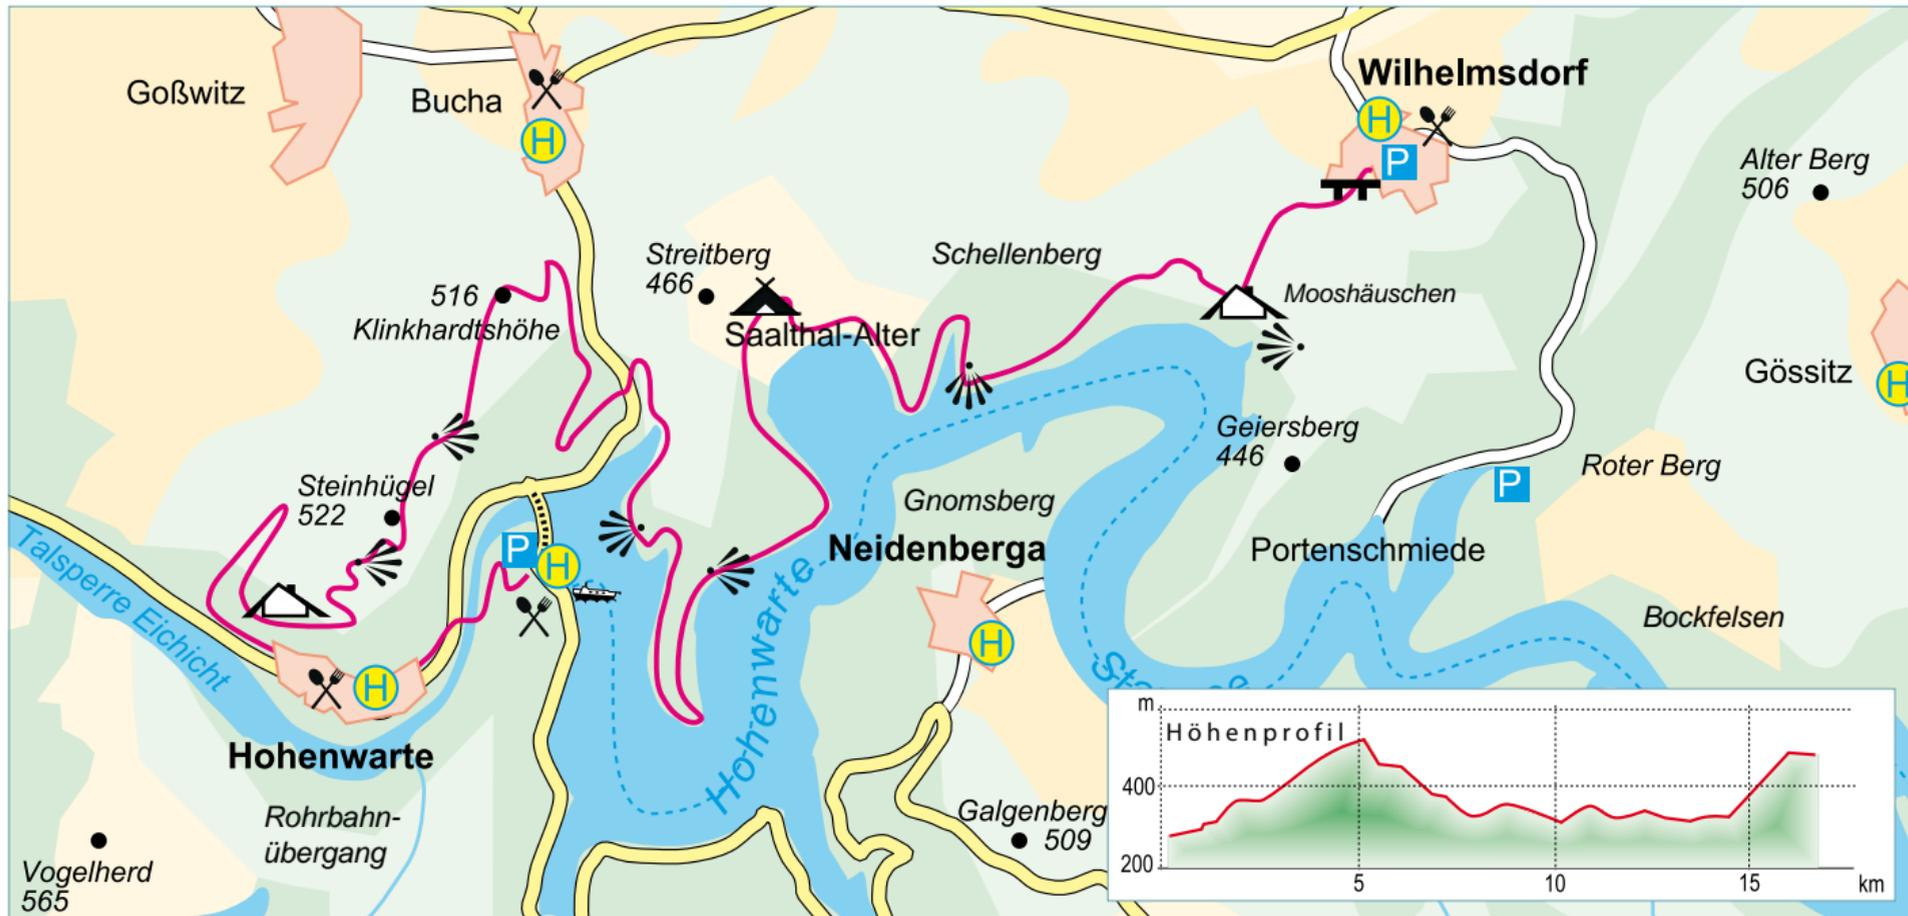 Goßwitz
Bucha
H
Wilhelmsdorf
H
P
Alter Berg
506
Streitberg
466
Schellenberg
516
Klinkhardtshöhe
Mooshäuschen
Saalthal-Alter
Gössitz
H
Geiersberg
446
Roter Berg
P
Steinhügel
522
Gnomsberg
Neidenberga
Portenschmiede
P
H
Talsperre Eichicht
Hohenwarte
Bockfelsen
H
H
Hohenwarte
Rohrbahn-
übergang
Galgenberg
509
Vogelherd
565
m
Höhenprofil
400
200
5
10
15
km